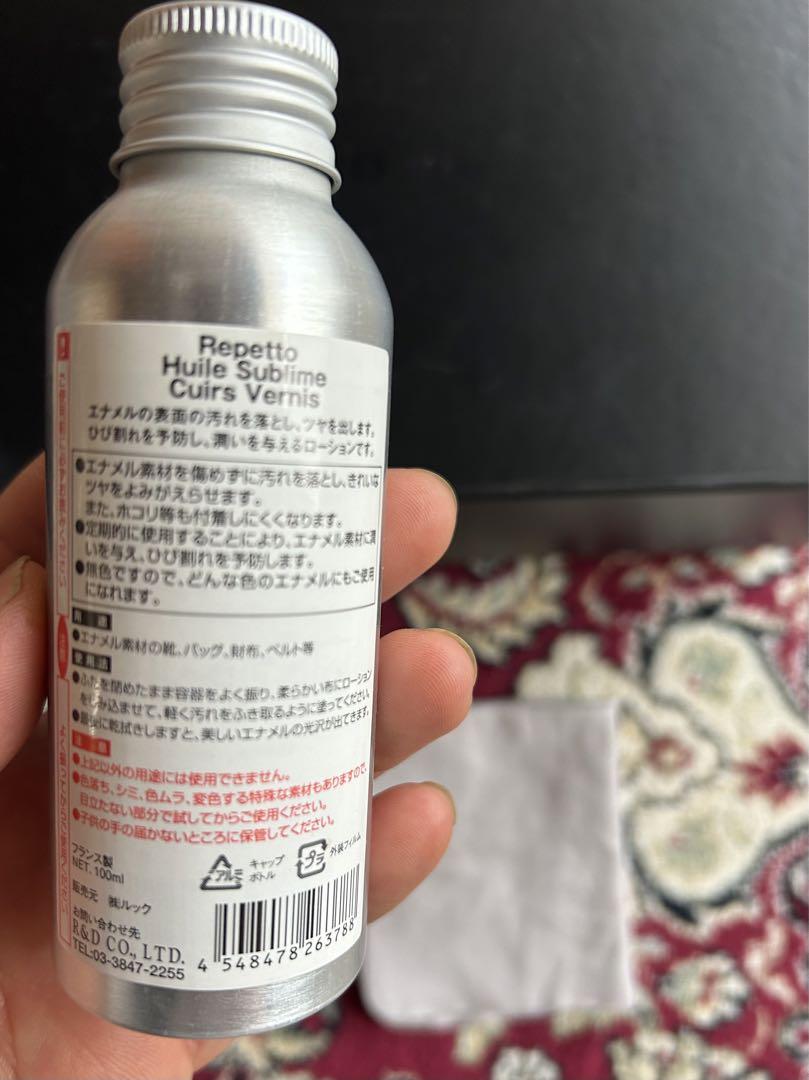 Repetto
Huile Sublime
Cuirs Vernis
エナメルの表面の汚れを落とし、ツヤを出します。
ひび割れを予防し、潤いを与えるローションです。
●エナメル素材を傷めずに汚れを落とし、きれいな
ツヤをよみがえらせます。
また、ホコリ等も付着しにくくなります。
●定期的に使用することにより、エナメル素材に潤
いを与え、ひび割れを予防します。
●無色ですので、どんな色のエナメルにもご使用
になれます。
用途
●エナメル素材の靴、バッグ、財布、ベルト等
使用法
●ふたを閉めたまま容器をよく振り、柔らかい布にローション
をしみ込ませて、軽く汚れをふき取るように塗ってください。
●最後に乾拭きしますと、美しいエナメルの光沢が出てきます。
注意
●上記以外の用途には使用できません。
●色落ち、シミ、色ムラ、変色する特殊な素材もありますので、
目立たない部分で試してからご使用ください。
●子供の手の届かないところに保管してください。
フランス製
NET. 100ml
販売元 ㈱ルック
お問い合わせ先
R&D CO., LTD.
TEL:03-3847-2255
アルミ
キャップ
ボトル
プラ
外装フィルム
4 548478 263788